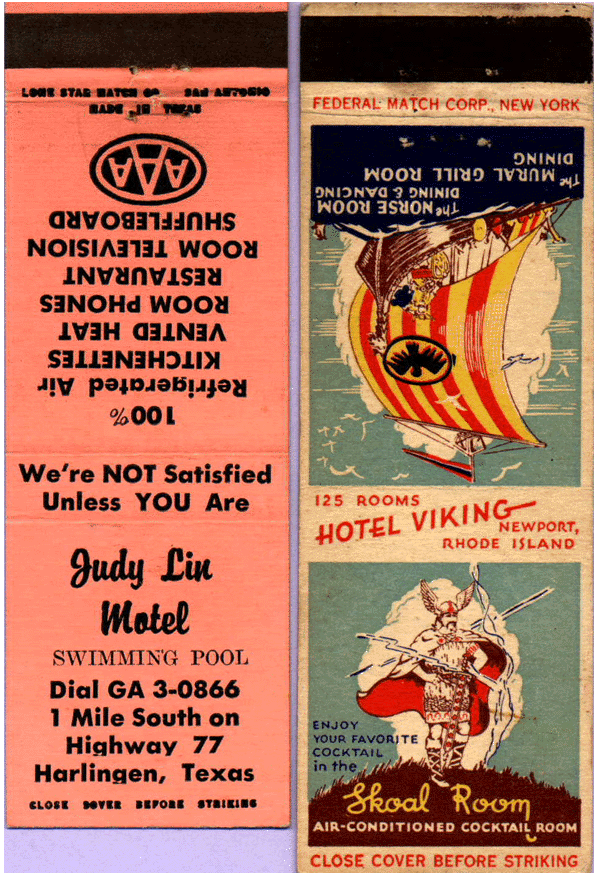 LONE STAR MATCH CO. SAN ANTONIO
MADE IN TEXAS
100%
Refrigerated Air
KITCHENETTES
VENTED HEAT
ROOM PHONES
RESTAURANT
ROOM TELEVISION
SHUFFLEBOARD
AAA
We're NOT Satisfied
Unless YOU Are
Judy Lin
Motel
SWIMMING POOL
Dial GA 3-0866
1 Mile South on
Highway 77
Harlingen, Texas
CLOSE COVER BEFORE STRIKING
FEDERAL MATCH CORP., NEW YORK
The NORSE ROOM
DINING & DANCING
The MURAL GRILL ROOM
DINING
125 ROOMS
HOTEL VIKING
NEWPORT,
RHODE ISLAND
ENJOY
YOUR FAVORITE
COCKTAIL
in the
Skoal Room
AIR-CONDITIONED COCKTAIL ROOM
CLOSE COVER BEFORE STRIKING